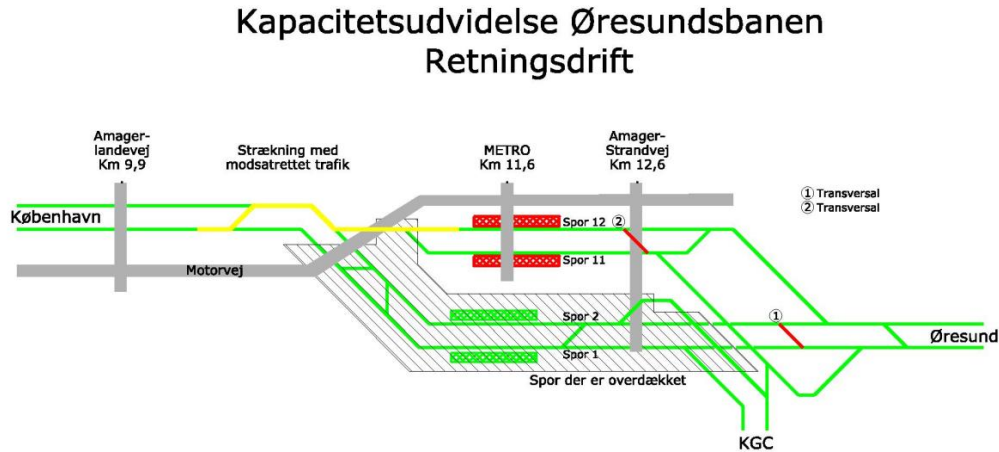 Kapacitetsudvidelse Øresundsbanen
Retningsdrift
Amager-
landevej
Km 9,9
Strækning med
modsatrettet trafik
METRO
Km 11,6
Amager-
Strandvej
Km 12,6
① Transversal
② Transversal
København
Spor 12
②
Spor 11
Motorvej
Spor 2
①
Øresund
Spor 1
Spor der er overdækket
KGC